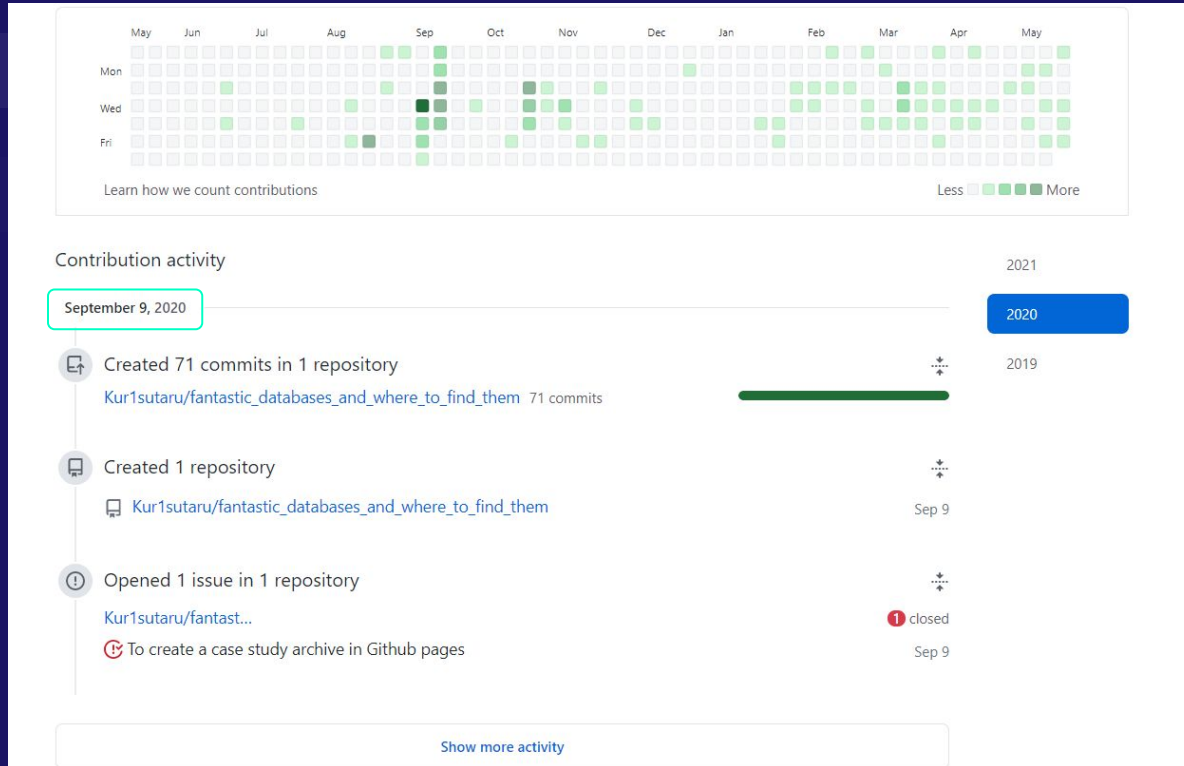 May Jun Jul Aug Sep Oct Nov Dec Jan Feb Mar Apr May
Mon
Wed
Fri
Learn how we count contributions
Less More
Contribution activity
2021
September 9, 2020
2020
Created 71 commits in 1 repository
2019
Kur1sutaru/fantastic_databases_and_where_to_find_them 71 commits
Created 1 repository
Kur1sutaru/fantastic_databases_and_where_to_find_them Sep 9
Opened 1 issue in 1 repository
Kur1sutaru/fantast... 1 closed
To create a case study archive in Github pages Sep 9
Show more activity